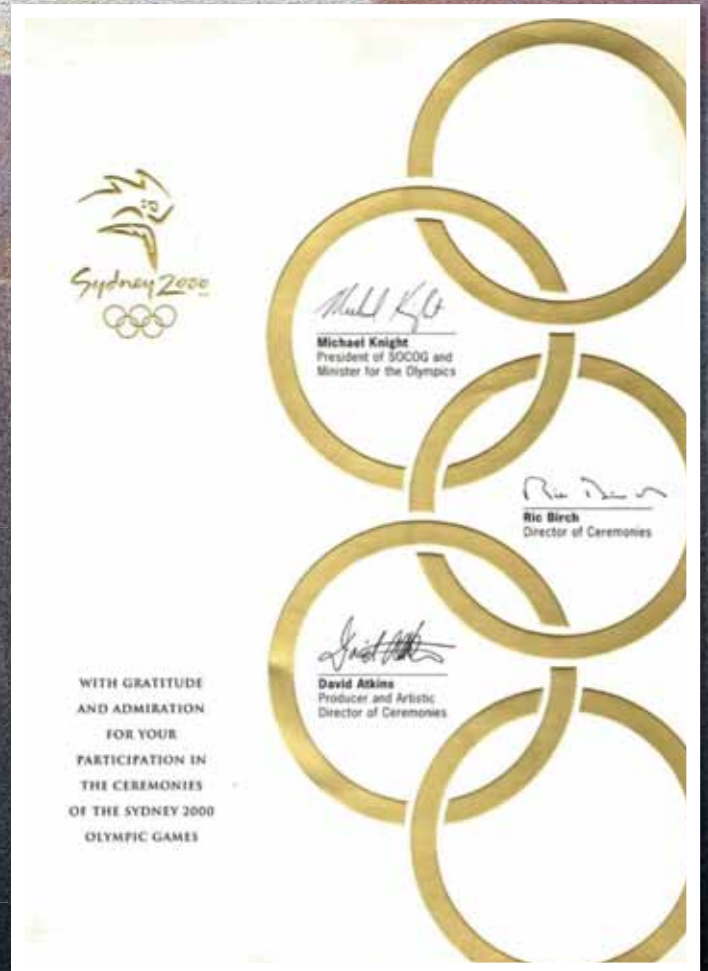 Sydney 2000
Michael Knight
President of SOCOG and
Minister for the Olympics
Ric Birch
Director of Ceremonies
David Atkins
Producer and Artistic
Director of Ceremonies
WITH GRATITUDE
AND ADMIRATION
FOR YOUR
PARTICIPATION IN
THE CEREMONIES
OF THE SYDNEY 2000
OLYMPIC GAMES